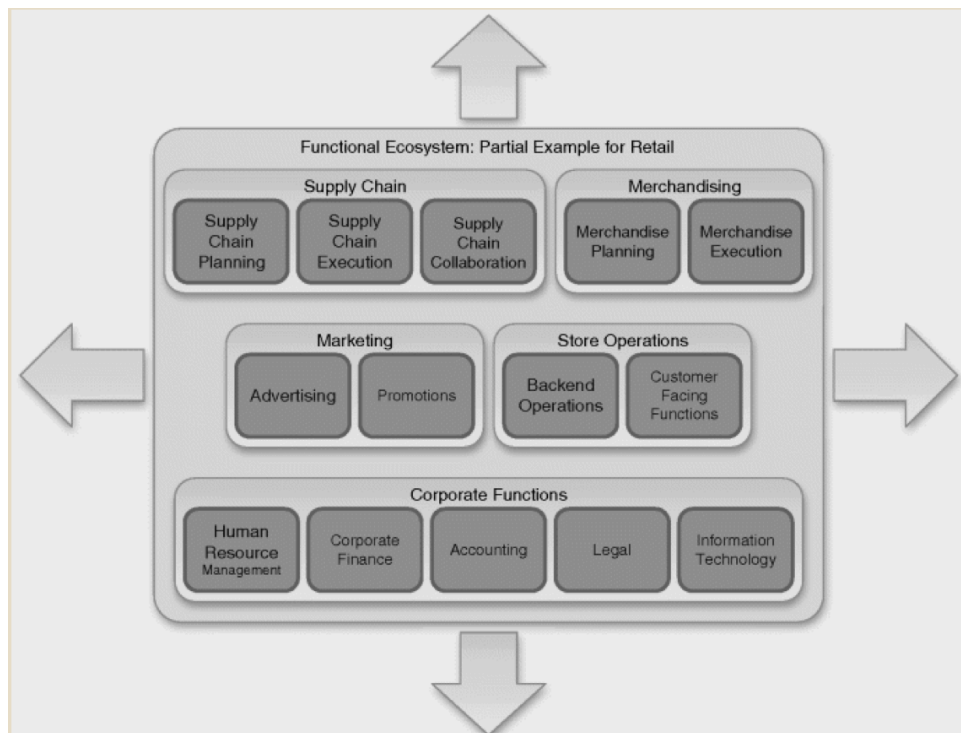 Functional Ecosystem: Partial Example for Retail
Supply Chain
Supply
Chain
Planning
Supply
Chain
Execution
Supply
Chain
Collaboration
Merchandising
Merchandise
Planning
Merchandise
Execution
Marketing
Advertising
Promotions
Store Operations
Backend
Operations
Customer
Facing
Functions
Corporate Functions
Human
Resource
Management
Corporate
Finance
Accounting
Legal
Information
Technology